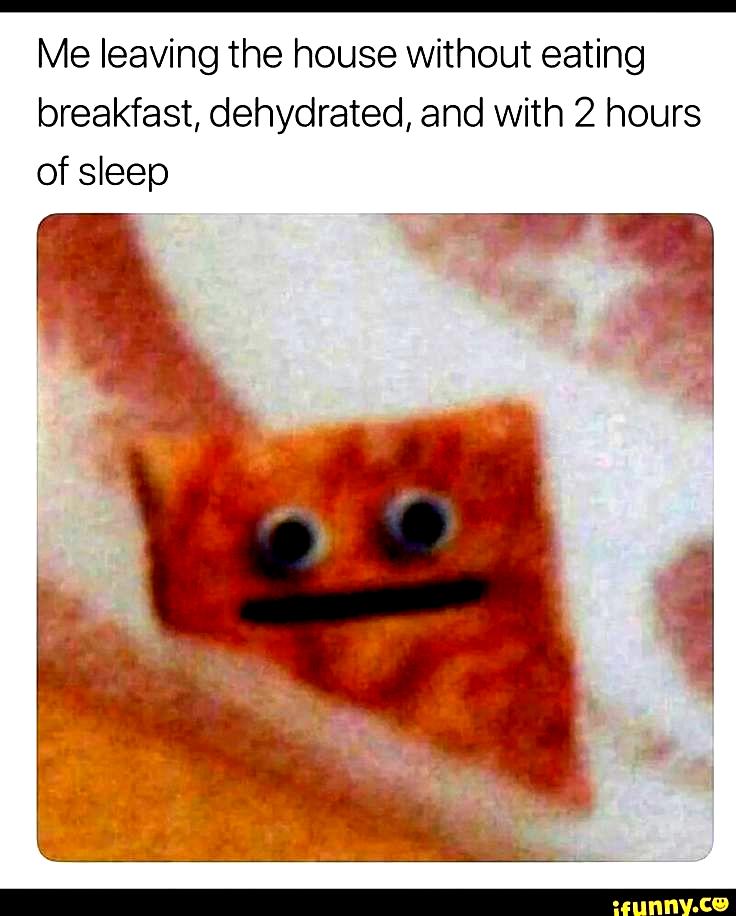 Me leaving the house without eating
breakfast, dehydrated, and with 2 hours
of sleep
ifunny.co